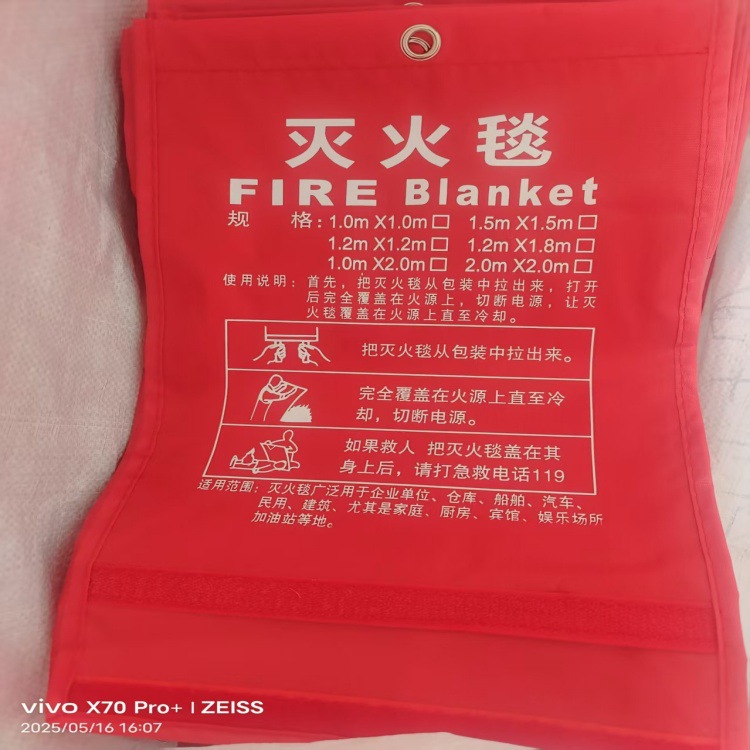 灭火毯
FIRE Blanket
规 格:1.0m X1.0m□ 1.5m X1.5m□
1.2m X1.2m□ 1.2m X1.8m□
1.0m X2.0m□ 2.0m X2.0m□
使用说明:首先,把灭火毯从包装中拉出来,打开
后完全覆盖在火源上,切断电源,让灭
火毯覆盖在火源上直至冷却。
把灭火毯从包装中拉出来。
完全覆盖在火源上直至冷
却,切断电源。
如果救人 把灭火毯盖在其
身上后,请打急救电话119
适用范围:灭火毯广泛用于企业单位、仓库、船舶、汽车、
民用、建筑、尤其是家庭、厨房、宾馆、娱乐场所
加油站等地。
vivo X70 Pro+ | ZEISS
2025/05/16 16:07